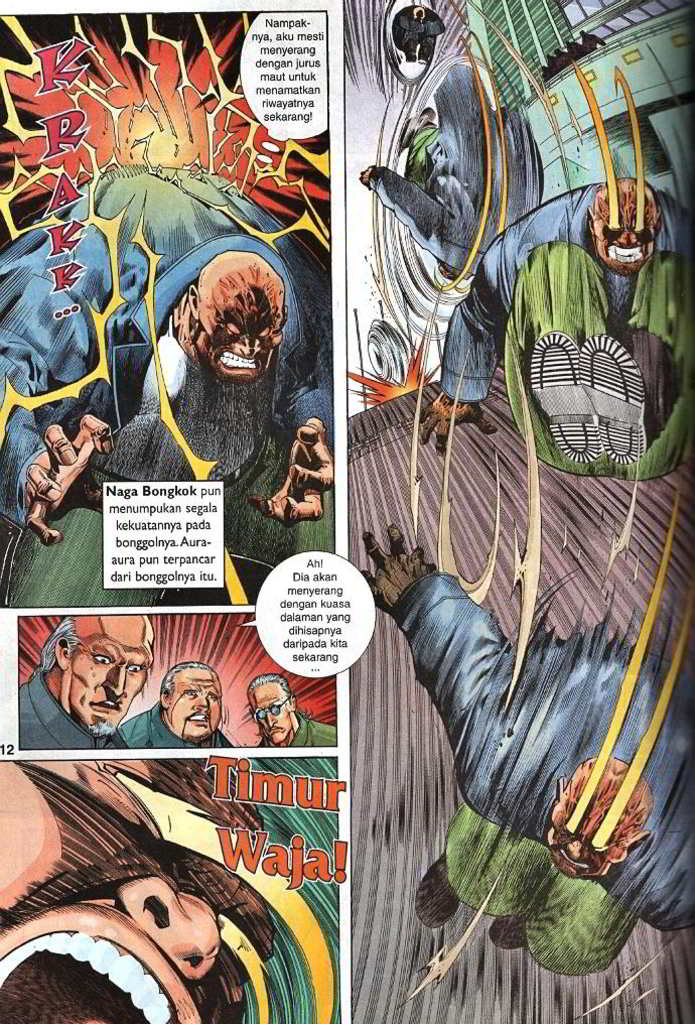 Nampak-
nya, aku mesti
menyerang
dengan jurus
maut untuk
menamatkan
riwayatnya
sekarang!
KRAKK...
Naga Bongkok pun
menumpukan segala
kekuatannya pada
bonggolnya. Aura-
aura pun terpancar
dari bonggolnya itu.
Ah!
Dia akan
menyerang
dengan kuasa
dalaman yang
dihisapnya
daripada kita
sekarang
...
12
Timur
Waja!